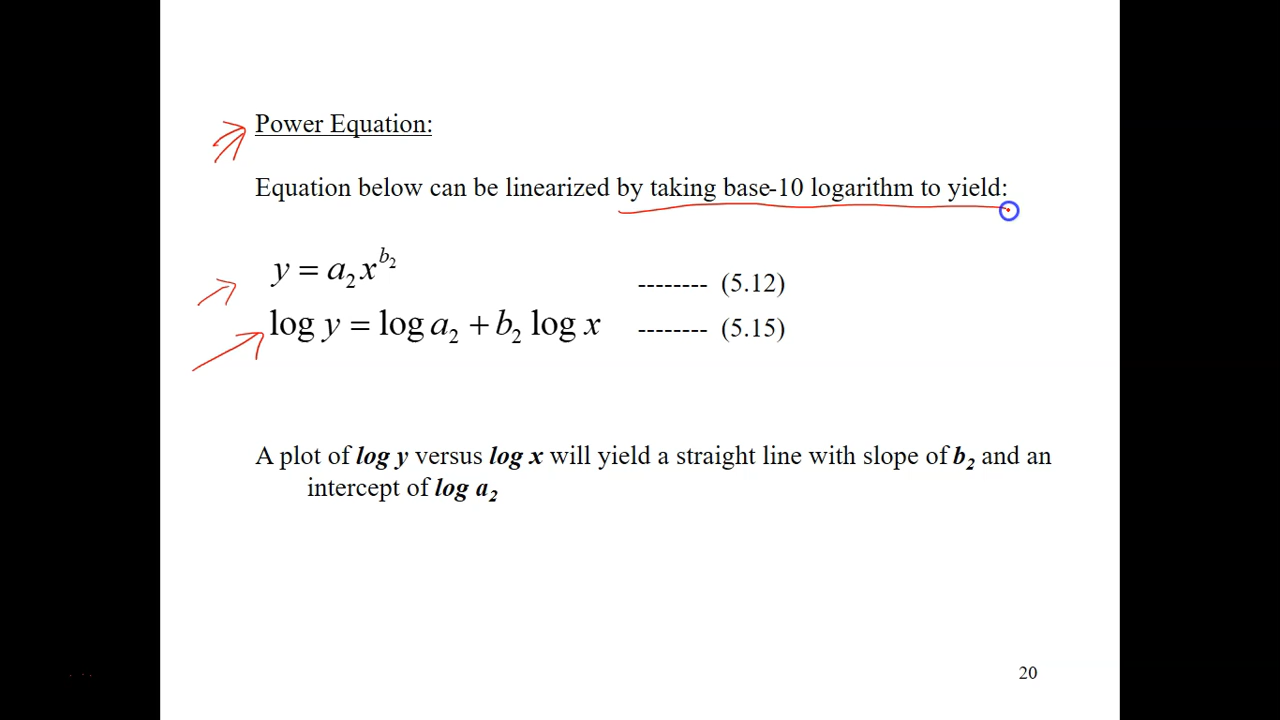 Power Equation:
Equation below can be linearized by taking base-10 logarithm to yield:
y = a₂x^b₂ -------- (5.12)
log y = log a₂ + b₂ log x -------- (5.15)
A plot of log y versus log x will yield a straight line with slope of b₂ and an
intercept of log a₂
20